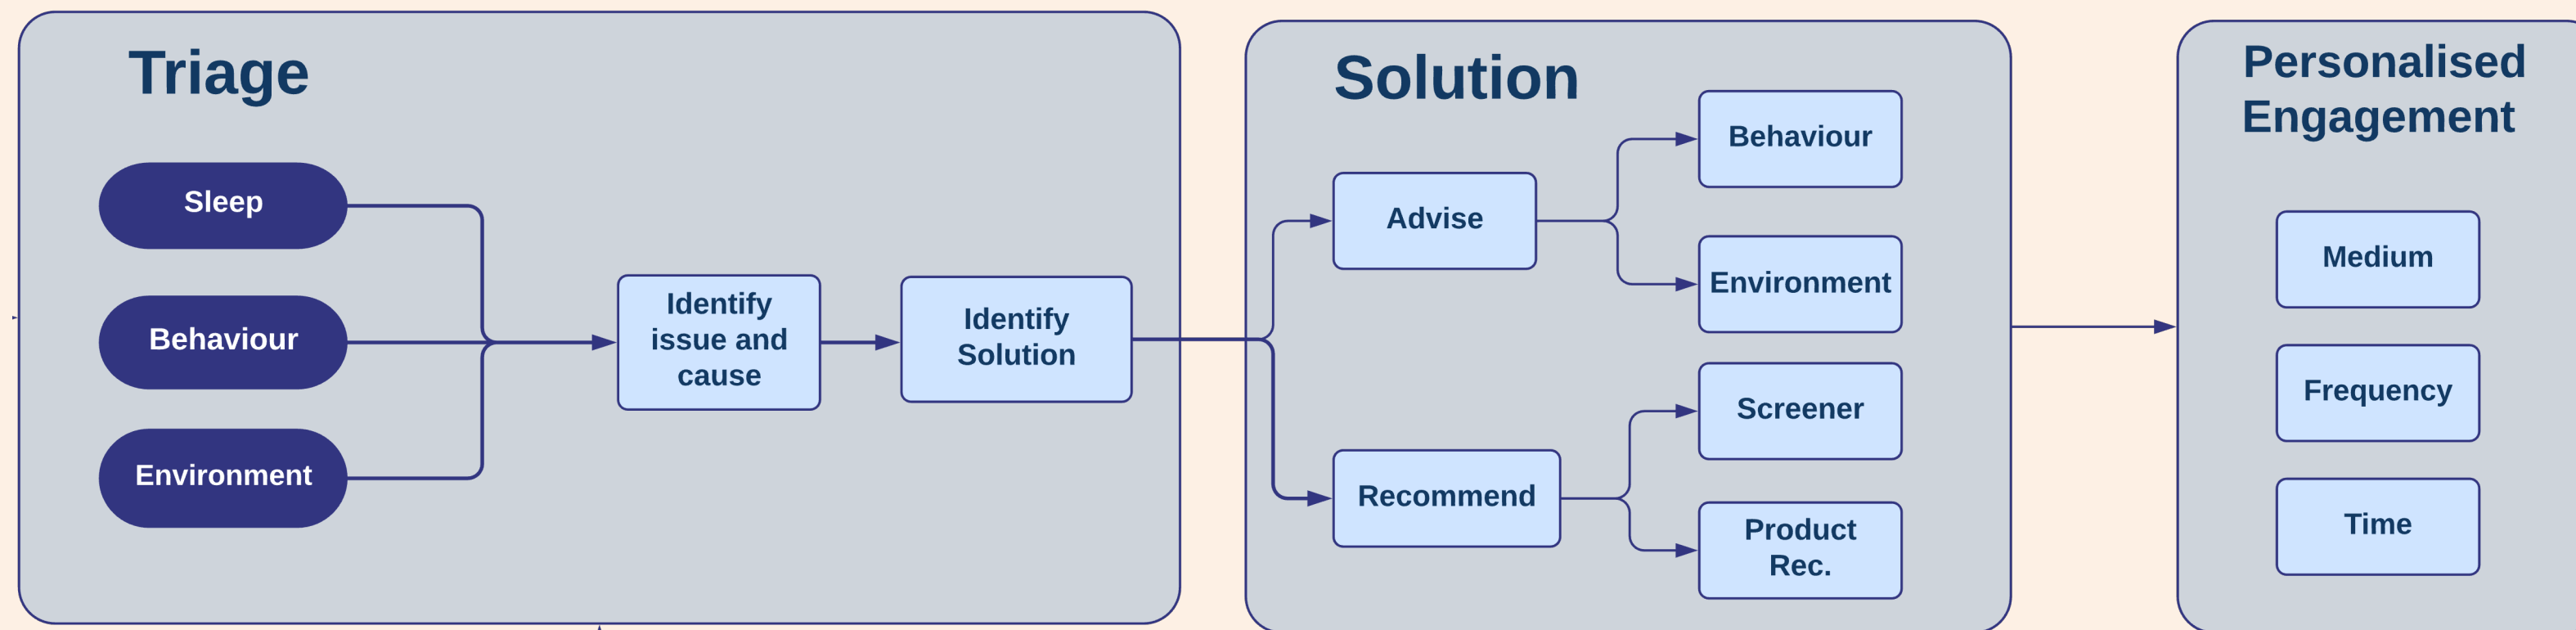 Triage
Sleep
Behaviour
Environment
Identify
issue and
cause
Identify
Solution
Solution
Advise
Recommend
Behaviour
Environment
Screener
Product
Rec.
Personalised
Engagement
Medium
Frequency
Time